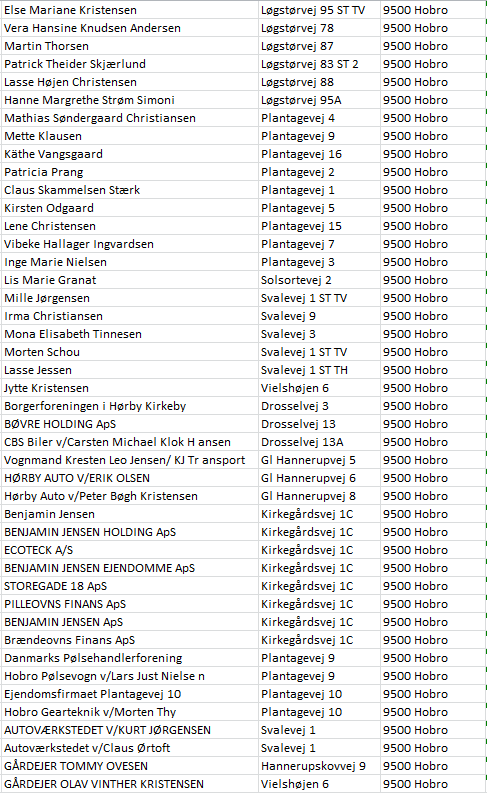 Else Mariane Kristensen Løgstørvej 95 ST TV 9500 Hobro
Vera Hansine Knudsen Andersen Løgstørvej 78 9500 Hobro
Martin Thorsen Løgstørvej 87 9500 Hobro
Patrick Theider Skjærlund Løgstørvej 83 ST 2 9500 Hobro
Lasse Højen Christensen Løgstørvej 88 9500 Hobro
Hanne Margrethe Strøm Simoni Løgstørvej 95A 9500 Hobro
Mathias Søndergaard Christiansen Plantagevej 4 9500 Hobro
Mette Klausen Plantagevej 9 9500 Hobro
Käthe Vangsgaard Plantagevej 16 9500 Hobro
Patricia Prang Plantagevej 2 9500 Hobro
Claus Skammelsen Stærk Plantagevej 1 9500 Hobro
Kirsten Odgaard Plantagevej 5 9500 Hobro
Lene Christensen Plantagevej 15 9500 Hobro
Vibeke Hallager Ingvardsen Plantagevej 7 9500 Hobro
Inge Marie Nielsen Plantagevej 3 9500 Hobro
Lis Marie Granat Solsortevej 2 9500 Hobro
Mille Jørgensen Svalevej 1 ST TV 9500 Hobro
Irma Christiansen Svalevej 9 9500 Hobro
Mona Elisabeth Tinnesen Svalevej 3 9500 Hobro
Morten Schou Svalevej 1 ST TV 9500 Hobro
Lasse Jessen Svalevej 1 ST TH 9500 Hobro
Jytte Kristensen Vielshøjen 6 9500 Hobro
Borgerforeningen i Hørby Kirkeby Drosselvej 3 9500 Hobro
BØVRE HOLDING ApS Drosselvej 13 9500 Hobro
CBS Biler v/Carsten Michael Klok H ansen Drosselvej 13A 9500 Hobro
Vognmand Kresten Leo Jensen/ KJ Tr ansport Gl Hannerupvej 5 9500 Hobro
HØRBY AUTO V/ERIK OLSEN Gl Hannerupvej 6 9500 Hobro
Hørby Auto v/Peter Bøgh Kristensen Gl Hannerupvej 8 9500 Hobro
Benjamin Jensen Kirkegårdsvej 1C 9500 Hobro
BENJAMIN JENSEN HOLDING ApS Kirkegårdsvej 1C 9500 Hobro
ECOTECK A/S Kirkegårdsvej 1C 9500 Hobro
BENJAMIN JENSEN EJENDOMME ApS Kirkegårdsvej 1C 9500 Hobro
STOREGADE 18 ApS Kirkegårdsvej 1C 9500 Hobro
PILLEOVNS FINANS ApS Kirkegårdsvej 1C 9500 Hobro
BENJAMIN JENSEN ApS Kirkegårdsvej 1C 9500 Hobro
Brændeovns Finans ApS Kirkegårdsvej 1C 9500 Hobro
Danmarks Pølsehandlerforening Plantagevej 9 9500 Hobro
Hobro Pølsevogn v/Lars Just Nielse n Plantagevej 9 9500 Hobro
Ejendomsfirmaet Plantagevej 10 Plantagevej 10 9500 Hobro
Hobro Gearteknik v/Morten Thy Plantagevej 10 9500 Hobro
AUTOVÆRKSTEDET V/KURT JØRGENSEN Svalevej 1 9500 Hobro
Autoværkstedet v/Claus Ørtoft Svalevej 1 9500 Hobro
GÅRDEJER TOMMY OVESEN Hannerupskovvej 9 9500 Hobro
GÅRDEJER OLAV VINTHER KRISTENSEN Vielshøjen 6 9500 Hobro